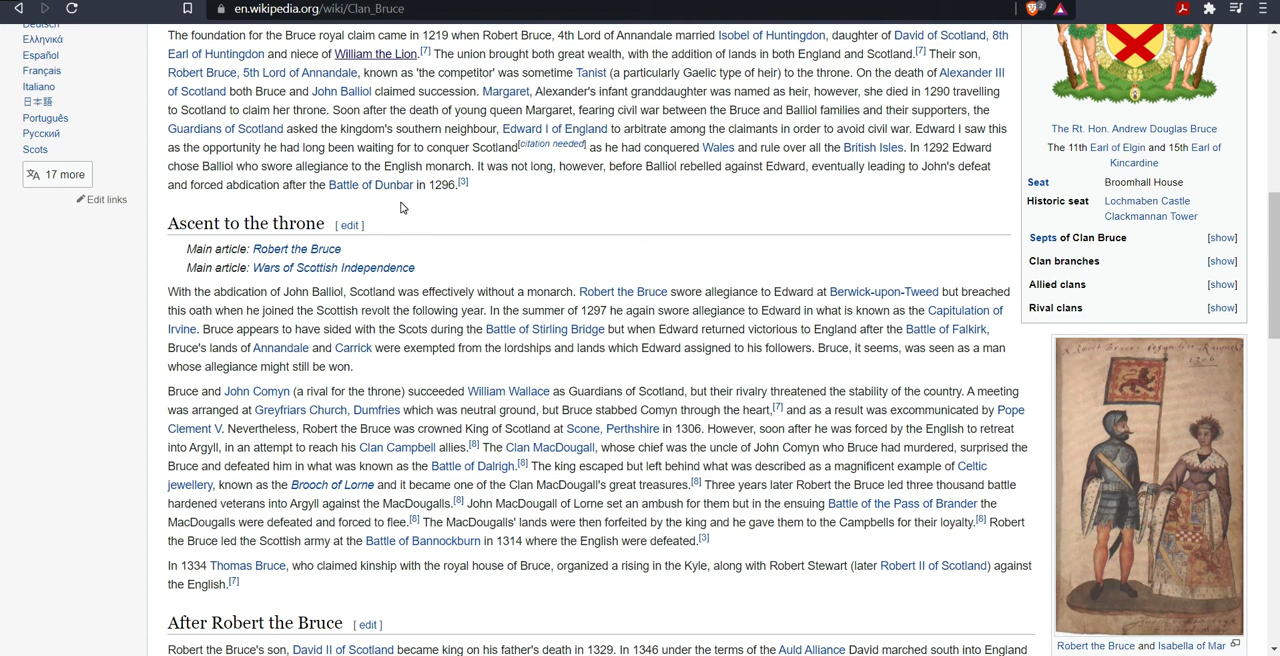 en.wikipedia.org/wiki/Clan_Bruce
2
Deutsch
Ελληνικά
Español
Français
Italiano
日本語
Português
Русский
Scots
17 more
Edit links
The foundation for the Bruce royal claim came in 1219 when Robert Bruce, 4th Lord of Annandale married Isobel of Huntingdon, daughter of David of Scotland, 8th
Earl of Huntingdon and niece of William the Lion.[7] The union brought both great wealth, with the addition of lands in both England and Scotland.[7] Their son,
Robert Bruce, 5th Lord of Annandale, known as 'the competitor' was sometime Tanist (a particularly Gaelic type of heir) to the throne. On the death of Alexander III
of Scotland both Bruce and John Balliol claimed succession. Margaret, Alexander's infant granddaughter was named as heir, however, she died in 1290 travelling
to Scotland to claim her throne. Soon after the death of young queen Margaret, fearing civil war between the Bruce and Balliol families and their supporters, the
Guardians of Scotland asked the kingdom's southern neighbour, Edward I of England to arbitrate among the claimants in order to avoid civil war. Edward I saw this
as the opportunity he had long been waiting for to conquer Scotland[citation needed] as he had conquered Wales and rule over all the British Isles. In 1292 Edward
chose Balliol who swore allegiance to the English monarch. It was not long, however, before Balliol rebelled against Edward, eventually leading to John's defeat
and forced abdication after the Battle of Dunbar in 1296.[3]
Ascent to the throne [ edit ]
Main article: Robert the Bruce
Main article: Wars of Scottish Independence
With the abdication of John Balliol, Scotland was effectively without a monarch. Robert the Bruce swore allegiance to Edward at Berwick-upon-Tweed but breached
this oath when he joined the Scottish revolt the following year. In the summer of 1297 he again swore allegiance to Edward in what is known as the Capitulation of
Irvine. Bruce appears to have sided with the Scots during the Battle of Stirling Bridge but when Edward returned victorious to England after the Battle of Falkirk,
Bruce's lands of Annandale and Carrick were exempted from the lordships and lands which Edward assigned to his followers. Bruce, it seems, was seen as a man
whose allegiance might still be won.
Bruce and John Comyn (a rival for the throne) succeeded William Wallace as Guardians of Scotland, but their rivalry threatened the stability of the country. A meeting
was arranged at Greyfriars Church, Dumfries which was neutral ground, but Bruce stabbed Comyn through the heart,[7] and as a result was excommunicated by Pope
Clement V. Nevertheless, Robert the Bruce was crowned King of Scotland at Scone, Perthshire in 1306. However, soon after he was forced by the English to retreat
into Argyll, in an attempt to reach his Clan Campbell allies.[8] The Clan MacDougall, whose chief was the uncle of John Comyn who Bruce had murdered, surprised the
Bruce and defeated him in what was known as the Battle of Dalrigh.[8] The king escaped but left behind what was described as a magnificent example of Celtic
jewellery, known as the Brooch of Lorne and it became one of the Clan MacDougall's great treasures.[8] Three years later Robert the Bruce led three thousand battle
hardened veterans into Argyll against the MacDougalls.[8] John MacDougall of Lorne set an ambush for them but in the ensuing Battle of the Pass of Brander the
MacDougalls were defeated and forced to flee.[8] The MacDougalls' lands were then forfeited by the king and he gave them to the Campbells for their loyalty.[8] Robert
the Bruce led the Scottish army at the Battle of Bannockburn in 1314 where the English were defeated.[3]
In 1334 Thomas Bruce, who claimed kinship with the royal house of Bruce, organized a rising in the Kyle, along with Robert Stewart (later Robert II of Scotland) against
the English.[7]
After Robert the Bruce [ edit ]
Robert the Bruce's son, David II of Scotland became king on his father's death in 1329. In 1346 under the terms of the Auld Alliance David marched south into England
The Rt. Hon. Andrew Douglas Bruce
The 11th Earl of Elgin and 15th Earl of
Kincardine
Seat Broomhall House
Historic seat Lochmaben Castle
Clackmannan Tower
Septs of Clan Bruce [show]
Clan branches [show]
Allied clans [show]
Rival clans [show]
Robert the Bruce and Isabella of Mar